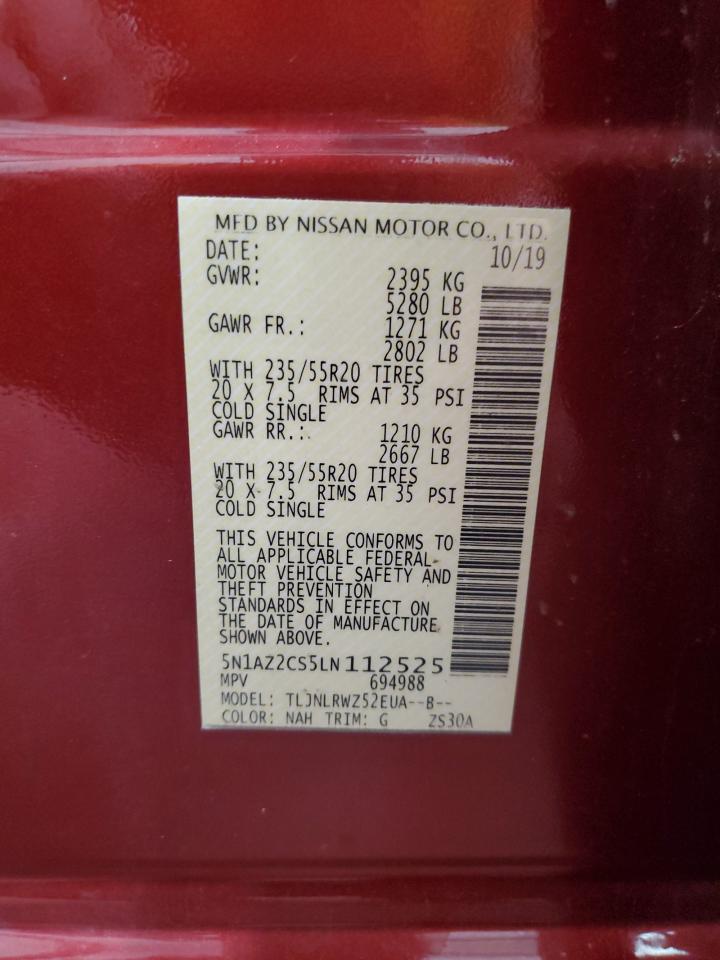 MFD BY NISSAN MOTOR CO., LTD.
DATE: 10/19
GVWR: 2395 KG
5280 LB
GAWR FR.: 1271 KG
2802 LB
WITH 235/55R20 TIRES
20 X 7.5 RIMS AT 35 PSI
COLD SINGLE
GAWR RR.: 1210 KG
2667 LB
WITH 235/55R20 TIRES
20 X 7.5 RIMS AT 35 PSI
COLD SINGLE
THIS VEHICLE CONFORMS TO
ALL APPLICABLE FEDERAL
MOTOR VEHICLE SAFETY AND
THEFT PREVENTION
STANDARDS IN EFFECT ON
THE DATE OF MANUFACTURE
SHOWN ABOVE.
5N1AZ2CS5LN112525
MPV 694988
MODEL: TLJNLRWZ52EUA--B--
COLOR: NAH TRIM: G ZS30A